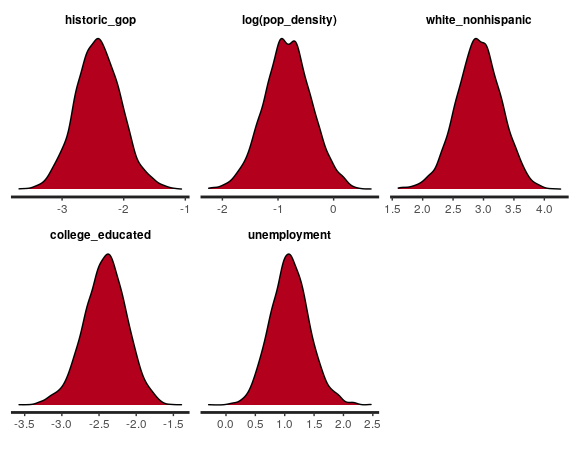 historic_gop log(pop_density) white_nonhispanic
-3 -2 -1 -2 -1 0 1.5 2.0 2.5 3.0 3.5 4.0
college_educated unemployment
-3.5 -3.0 -2.5 -2.0 -1.5 0.0 0.5 1.0 1.5 2.0 2.5